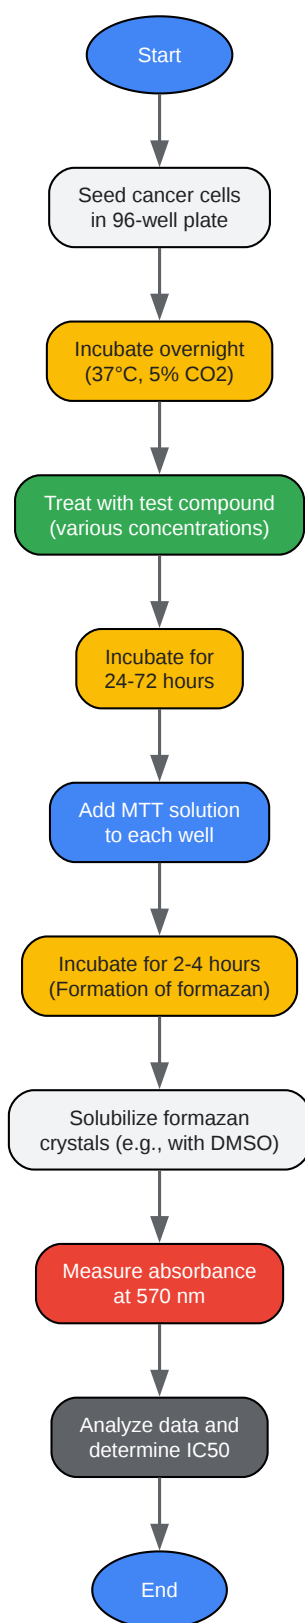 Start
Seed cancer cells
in 96-well plate
Incubate overnight
(37°C, 5% CO2)
Treat with test compound
(various concentrations)
Incubate for
24-72 hours
Add MTT solution
to each well
Incubate for 2-4 hours
(Formation of formazan)
Solubilize formazan
crystals (e.g., with DMSO)
Measure absorbance
at 570 nm
Analyze data and
determine IC50
End